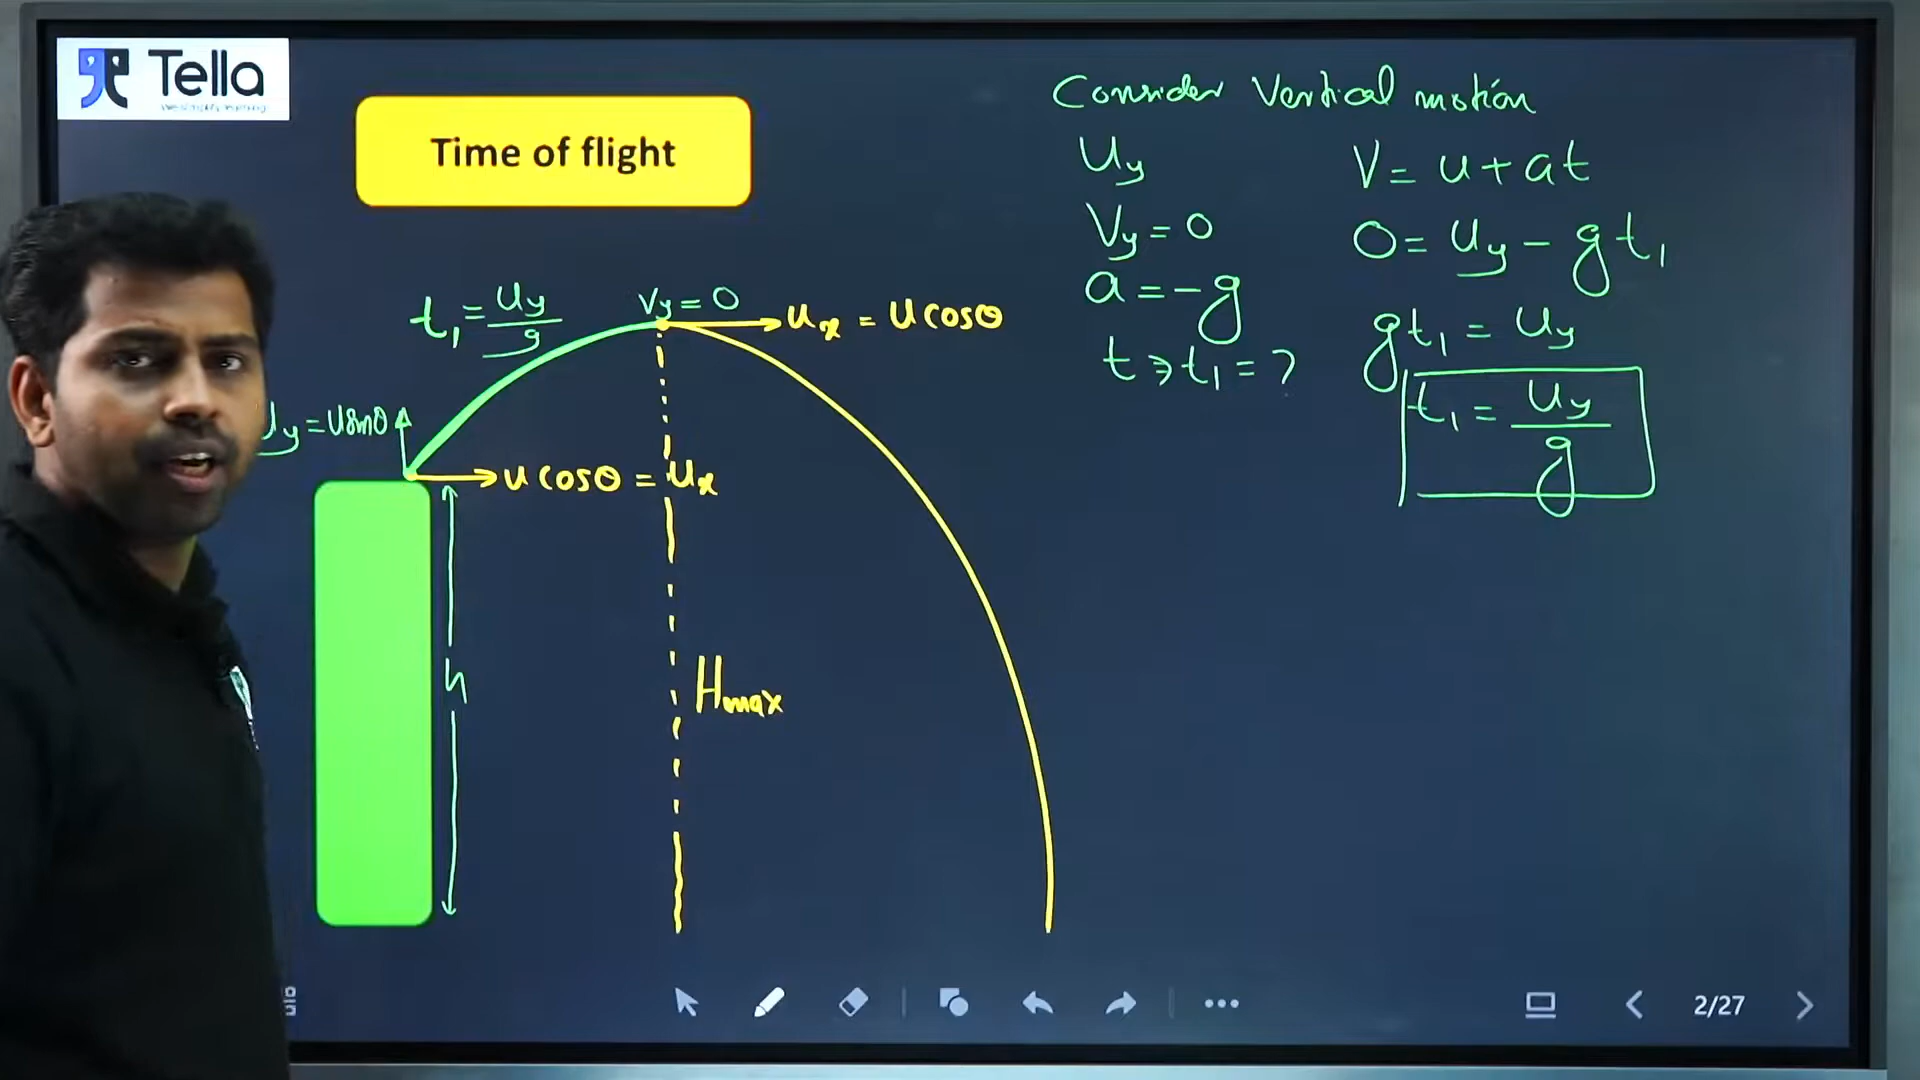 Tella
Time of flight
Consider Vertical motion
Uy
Vy = 0
a = -g
t ⇒ t₁ = ?
V = u + at
0 = uy - gt₁
gt₁ = uy
t₁ = uy/g
t₁ = uy/g
Vy = 0
ux = u cosθ
y = u sinθ
u cosθ = ux
h
Hmax
2/27